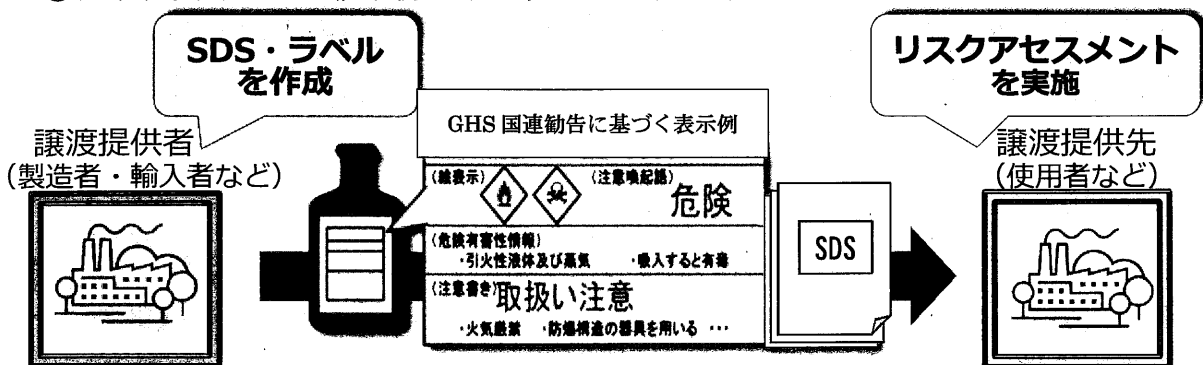 SDS・ラベル
を作成
リスクアセスメント
を実施
GHS 国連勧告に基づく表示例
譲渡提供者
(製造者・輸入者など)
譲渡提供先
(使用者など)
(絵表示)
(注意喚起語)
危険
(危険有害性情報)
・引火性液体及び蒸気 ・吸入すると有毒
(注意書き)取扱い注意
・火気厳禁 ・防爆構造の器具を用いる …
SDS